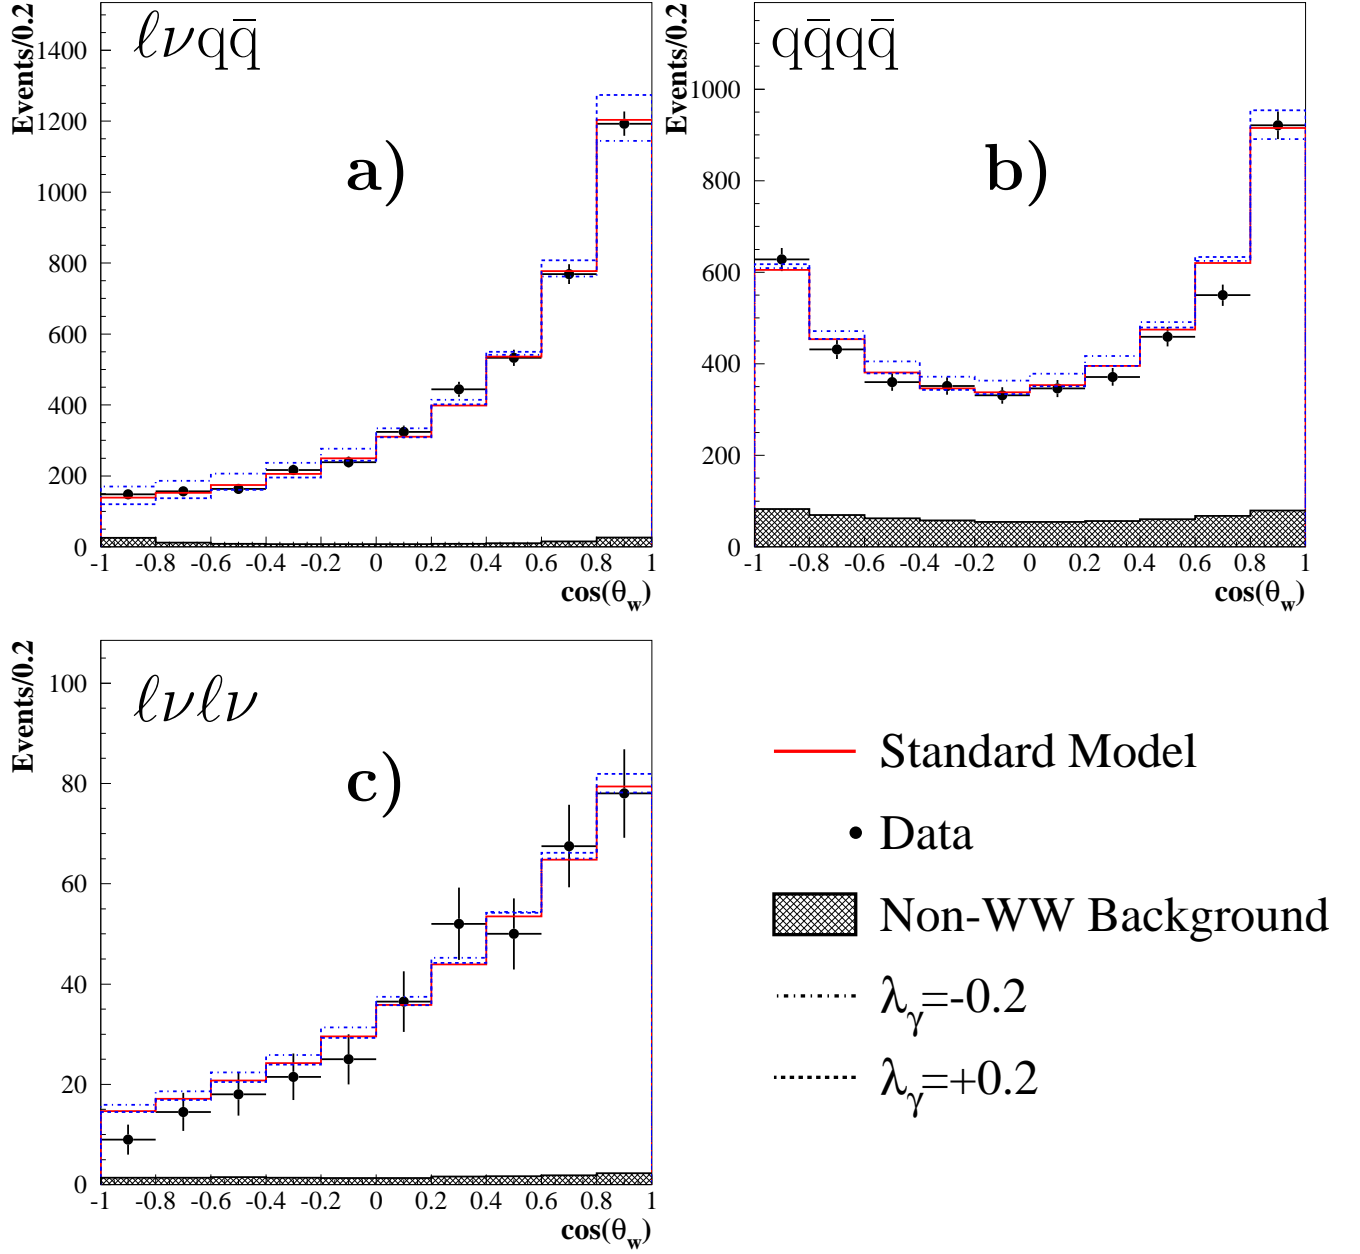 Events/0.2
ℓνqq̄
a)
1400
1200
1000
800
600
400
200
0
-1 -0.8 -0.6 -0.4 -0.2 0 0.2 0.4 0.6 0.8 1
cos(θw)
Events/0.2
qq̄qq̄
b)
1000
800
600
400
200
0
-1 -0.8 -0.6 -0.4 -0.2 0 0.2 0.4 0.6 0.8 1
cos(θw)
Events/0.2
ℓνℓν
c)
100
80
60
40
20
0
-1 -0.8 -0.6 -0.4 -0.2 0 0.2 0.4 0.6 0.8 1
cos(θw)
Standard Model
Data
Non-WW Background
λγ=-0.2
λγ=+0.2